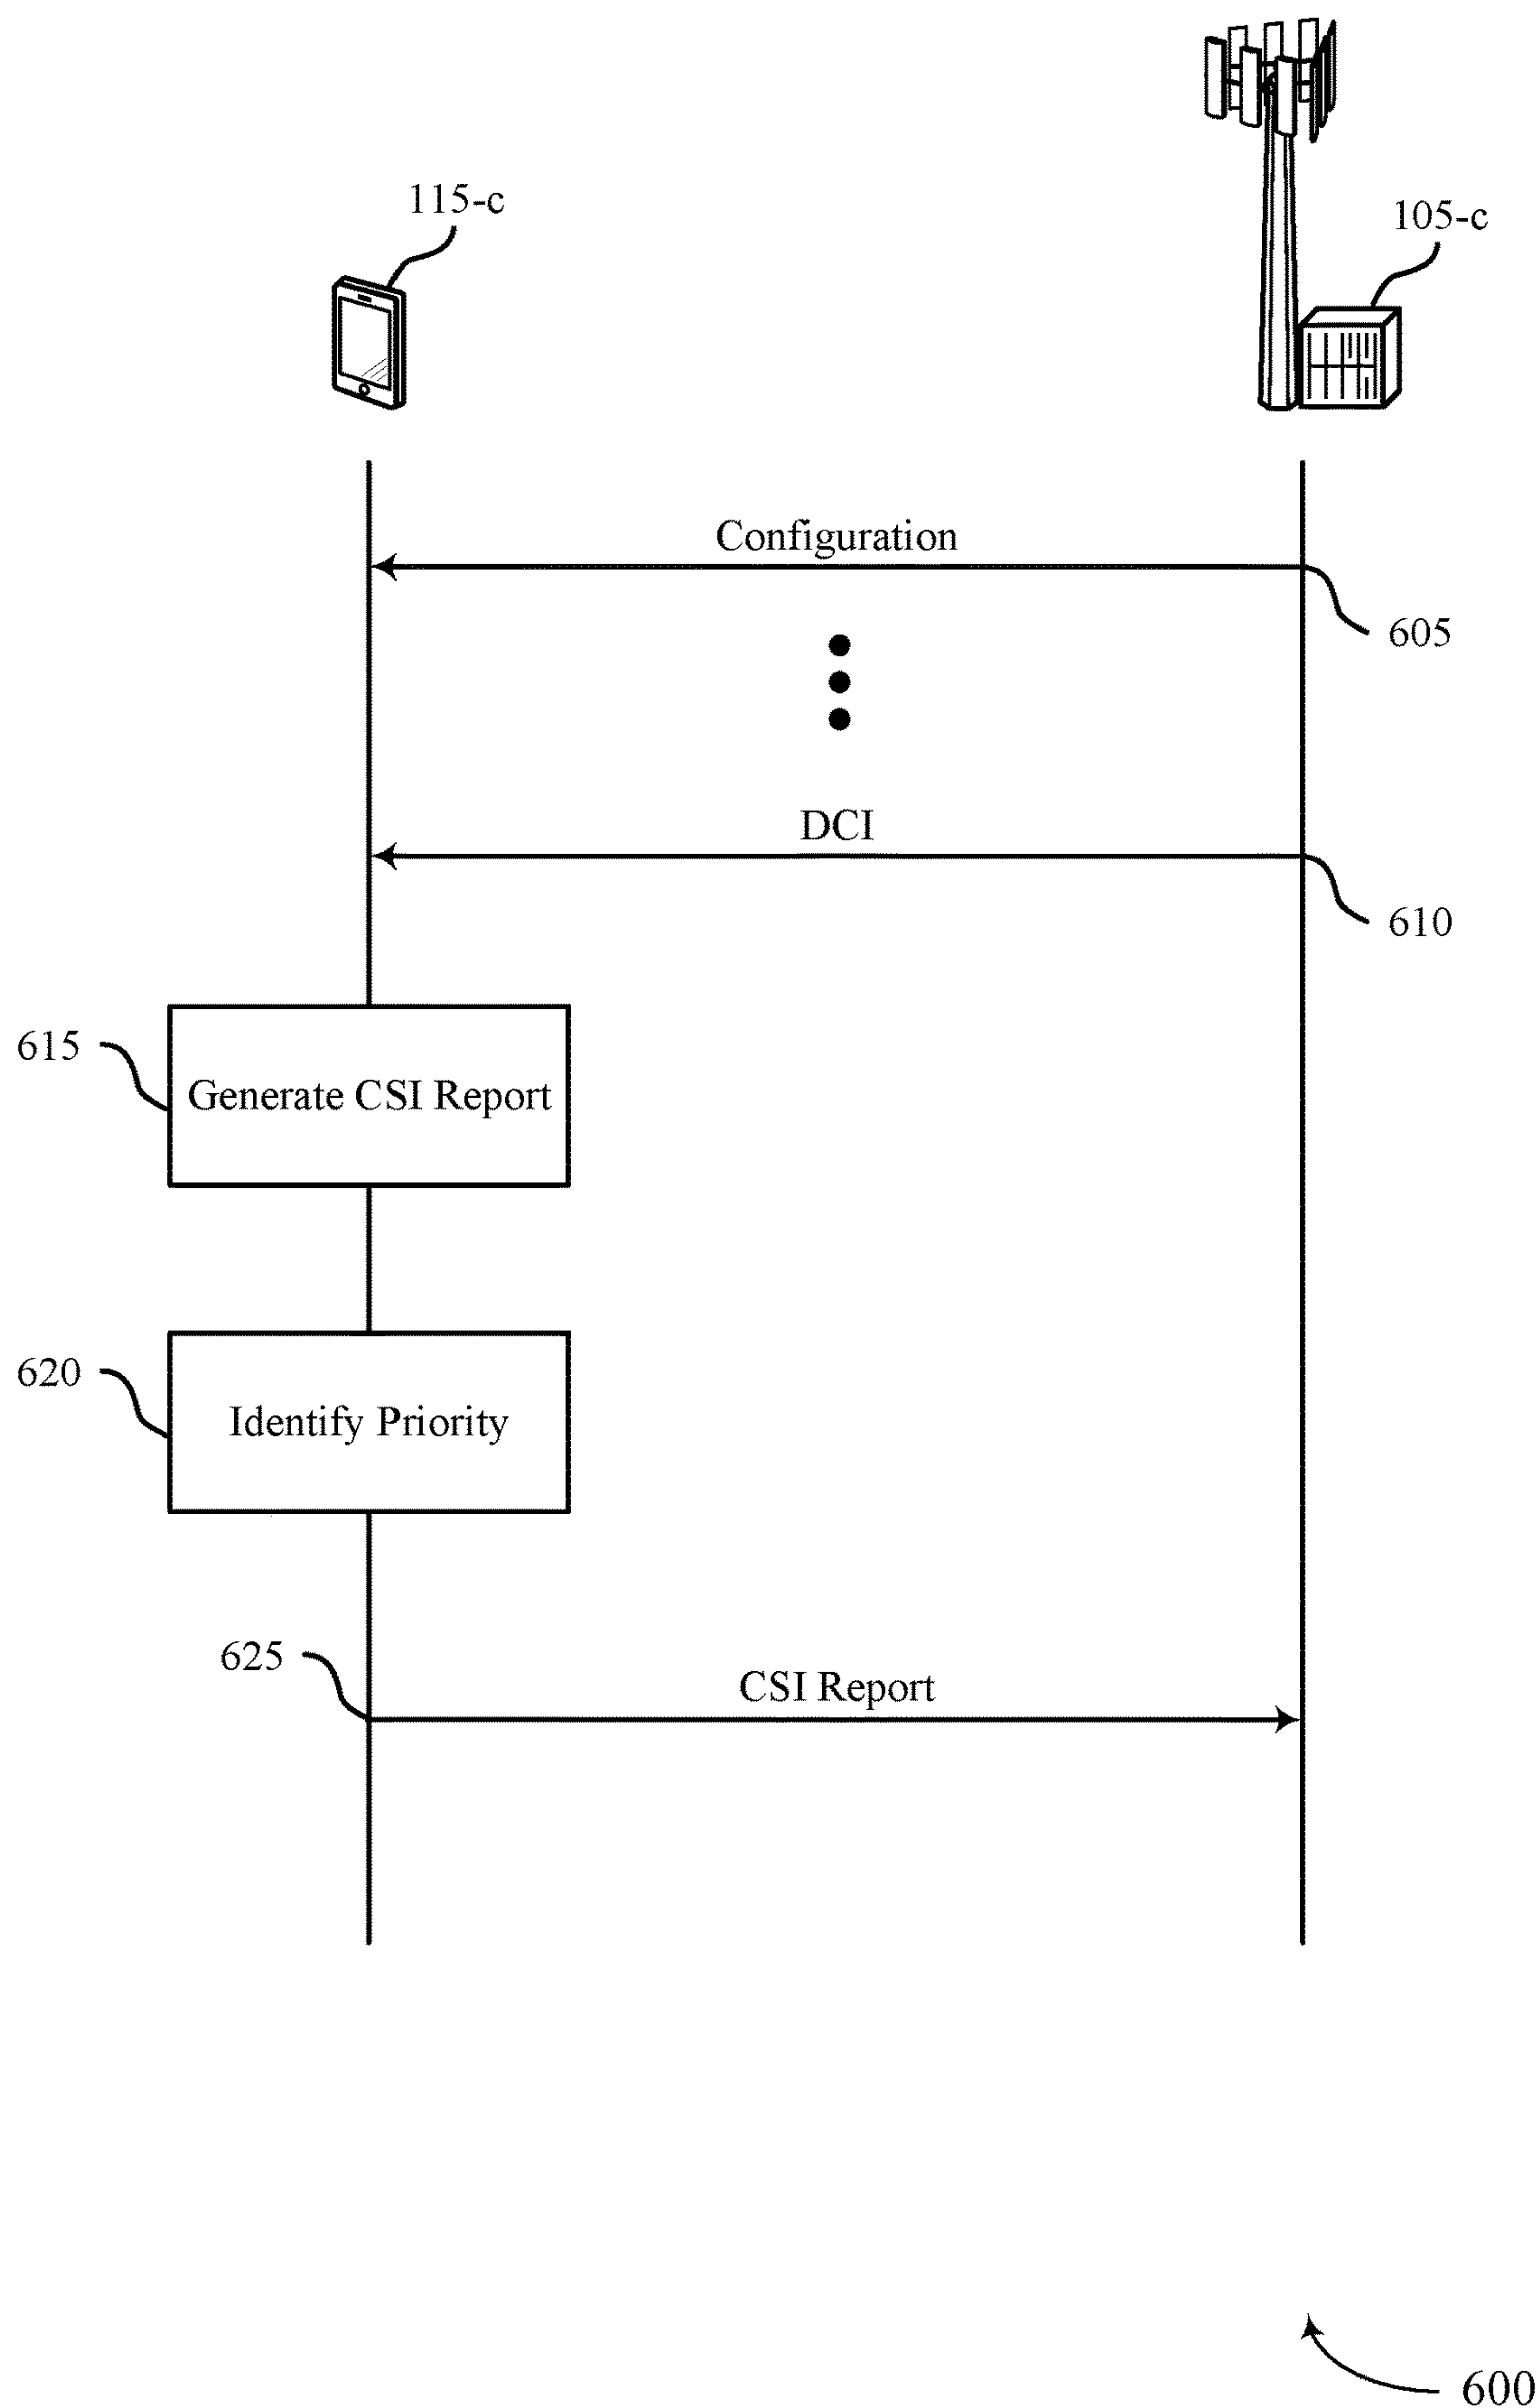 115-c
105-c
Configuration
605
DCI
610
615
Generate CSI Report
620
Identify Priority
625
CSI Report
600